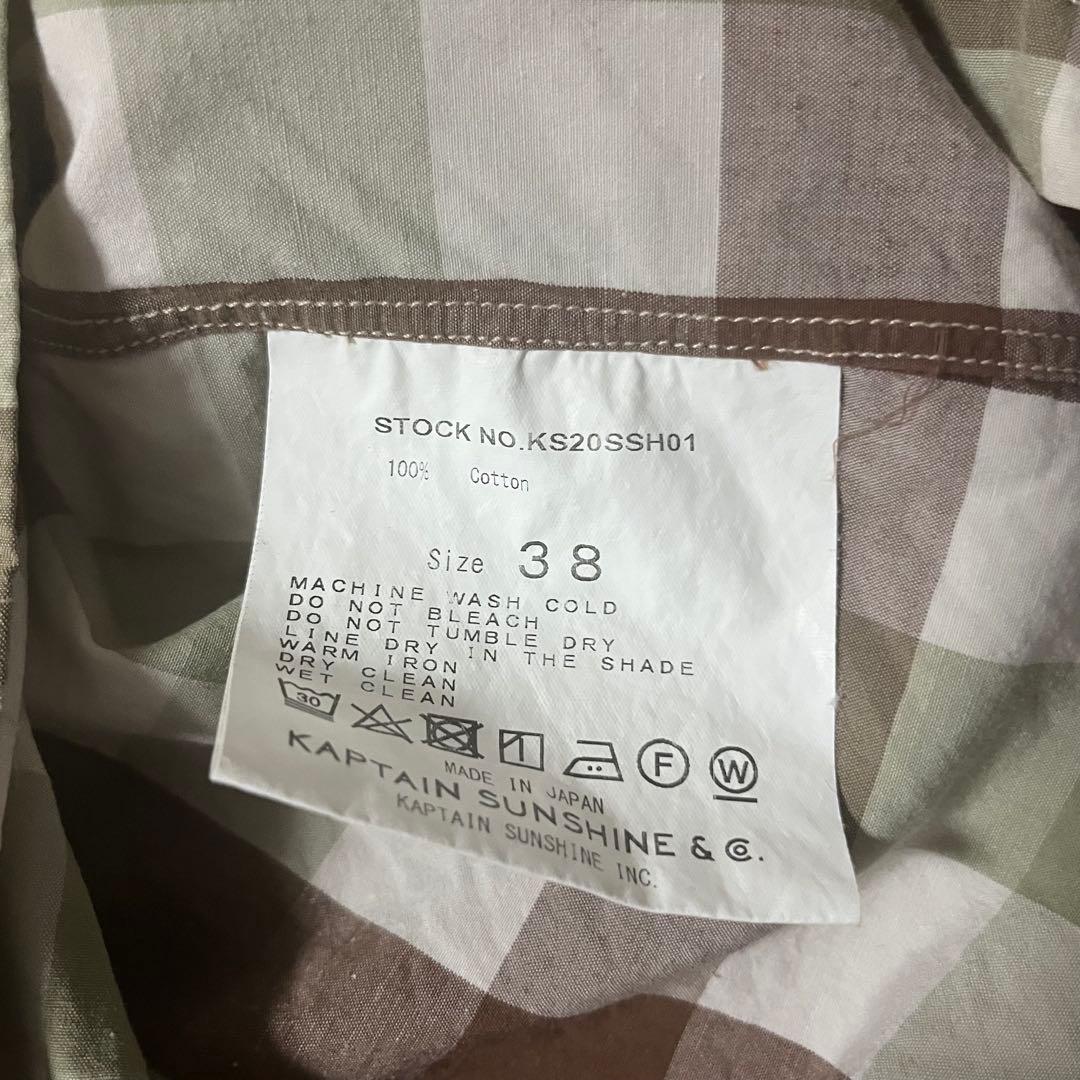 STOCK NO.KS20SSH01
100% Cotton
Size 38
MACHINE WASH COLD
DO NOT BLEACH
DO NOT TUMBLE DRY
LINE DRY IN THE SHADE
WARM IRON
DRY CLEAN
WET CLEAN
30 F W
MADE IN JAPAN
KAPTAIN SUNSHINE & Co.
KAPTAIN SUNSHINE INC.